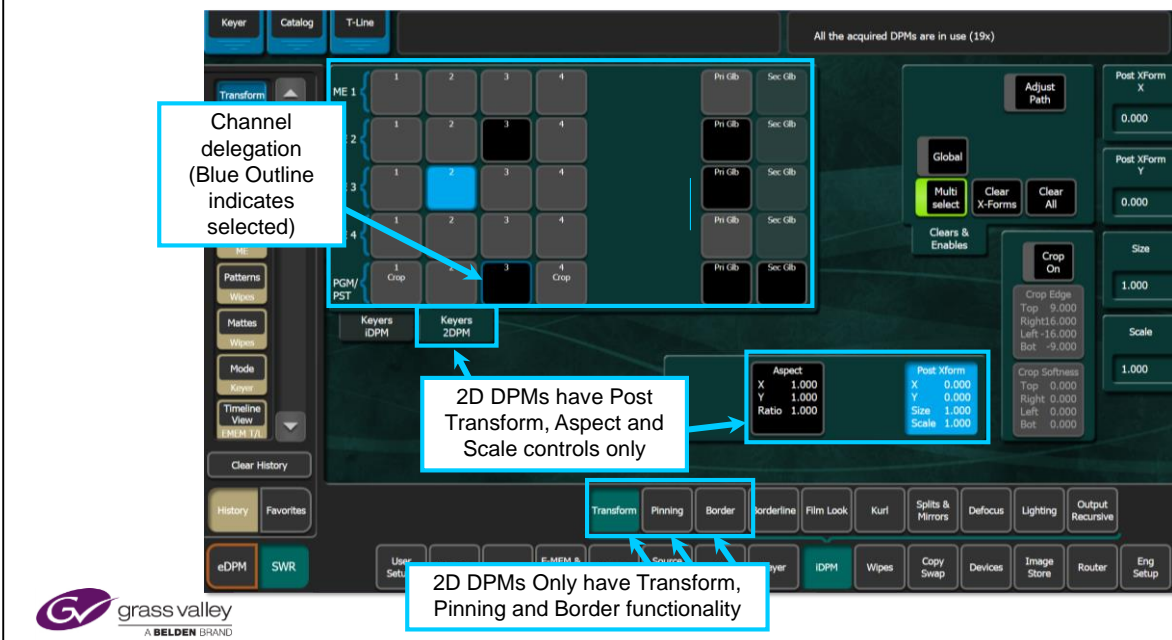 Keyer
Catalog
T-Line
All the acquired DPMs are in use (19x)
Transform
Channel
delegation
(Blue Outline
indicates
selected)
ME 1
1
2
3
4
Pri Glb
Sec Glb
2
1
2
3
4
Pri Glb
Sec Glb
3
1
2
3
4
Pri Glb
Sec Glb
4
1
2
3
4
Pri Glb
Sec Glb
PGM/
PST
1
Crop
3
4
Crop
Pri Glb
Sec Glb
Keyers
iDPM
Keyers
2DPM
Adjust
Path
Global
Multi
select
Clear
X-Forms
Clear
All
Clears &
Enables
Crop
On
Crop Edge
Top 9.000
Right16.000
Left -16.000
Bot -9.000
Crop Softness
Top 0.000
Right 0.000
Left 0.000
Bot 0.000
Post XForm
X
0.000
Post XForm
Y
0.000
Size
1.000
Scale
1.000
ME
Patterns
Wipes
Mattes
Wipes
Mode
Keyer
Timeline
View
EMEM T/L
Clear History
History
Favorites
eDPM
SWR
2D DPMs have Post
Transform, Aspect and
Scale controls only
Aspect
X 1.000
Y 1.000
Ratio 1.000
Post Xform
X 0.000
Y 0.000
Size 1.000
Scale 1.000
Transform
Pinning
Border
Borderline
Film Look
Kurl
Splits &
Mirrors
Defocus
Lighting
Output
Recursive
User
E-MEM &
Source
iDPM
Wipes
Copy
Swap
Devices
Image
Store
Router
Eng
Setup
2D DPMs Only have Transform,
Pinning and Border functionality
GV
grass valley
A BELDEN BRAND